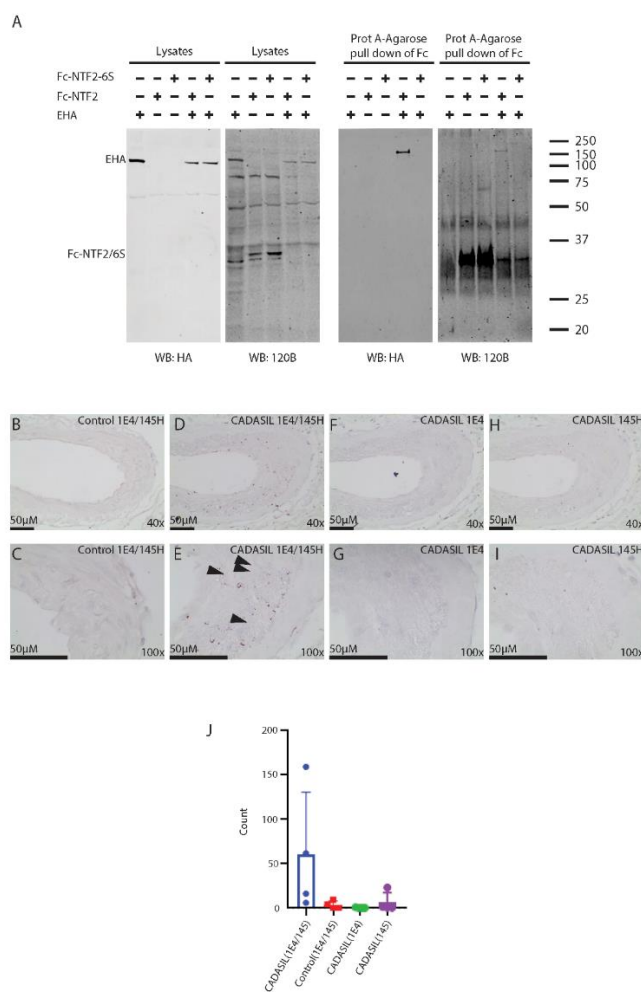 A
Lysates Lysates Prot A-Agarose pull down of Fc Prot A-Agarose pull down of Fc
Fc-NTF2-6S - - + - + - - + - + - - + - + - - + - +
Fc-NTF2 - + - + - - + - + - - + - + - - + - + -
EHA + - - + + + - - + + + - - + + + - - + +
250
EHA
150
100
75
50
37
Fc-NTF2/6S
25
20
WB: HA WB: 120B WB: HA WB: 120B
B Control 1E4/145H D CADASIL 1E4/145H F CADASIL 1E4 H CADASIL 145H
50μM 40x 50μM 40x 50μM 40x 50μM 40x
C Control 1E4/145H E CADASIL 1E4/145H G CADASIL 1E4 I CADASIL 145H
50μM 100x 50μM 100x 50μM 100x 50μM 100x
J
200
150
100
50
0
Count
CADASIL(1E4/145)
Control(1E4/145)
CADASIL(1E4)
CADASIL(145)